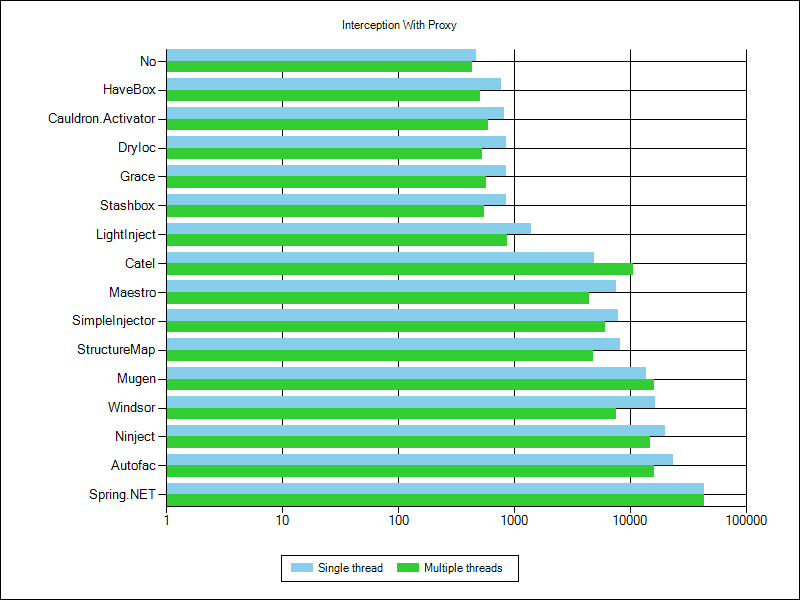 Interception With Proxy
No
HaveBox
Cauldron.Activator
DryIoc
Grace
Stashbox
LightInject
Catel
Maestro
SimpleInjector
StructureMap
Mugen
Windsor
Ninject
Autofac
Spring.NET
1 10 100 1000 10000 100000
Single thread Multiple threads